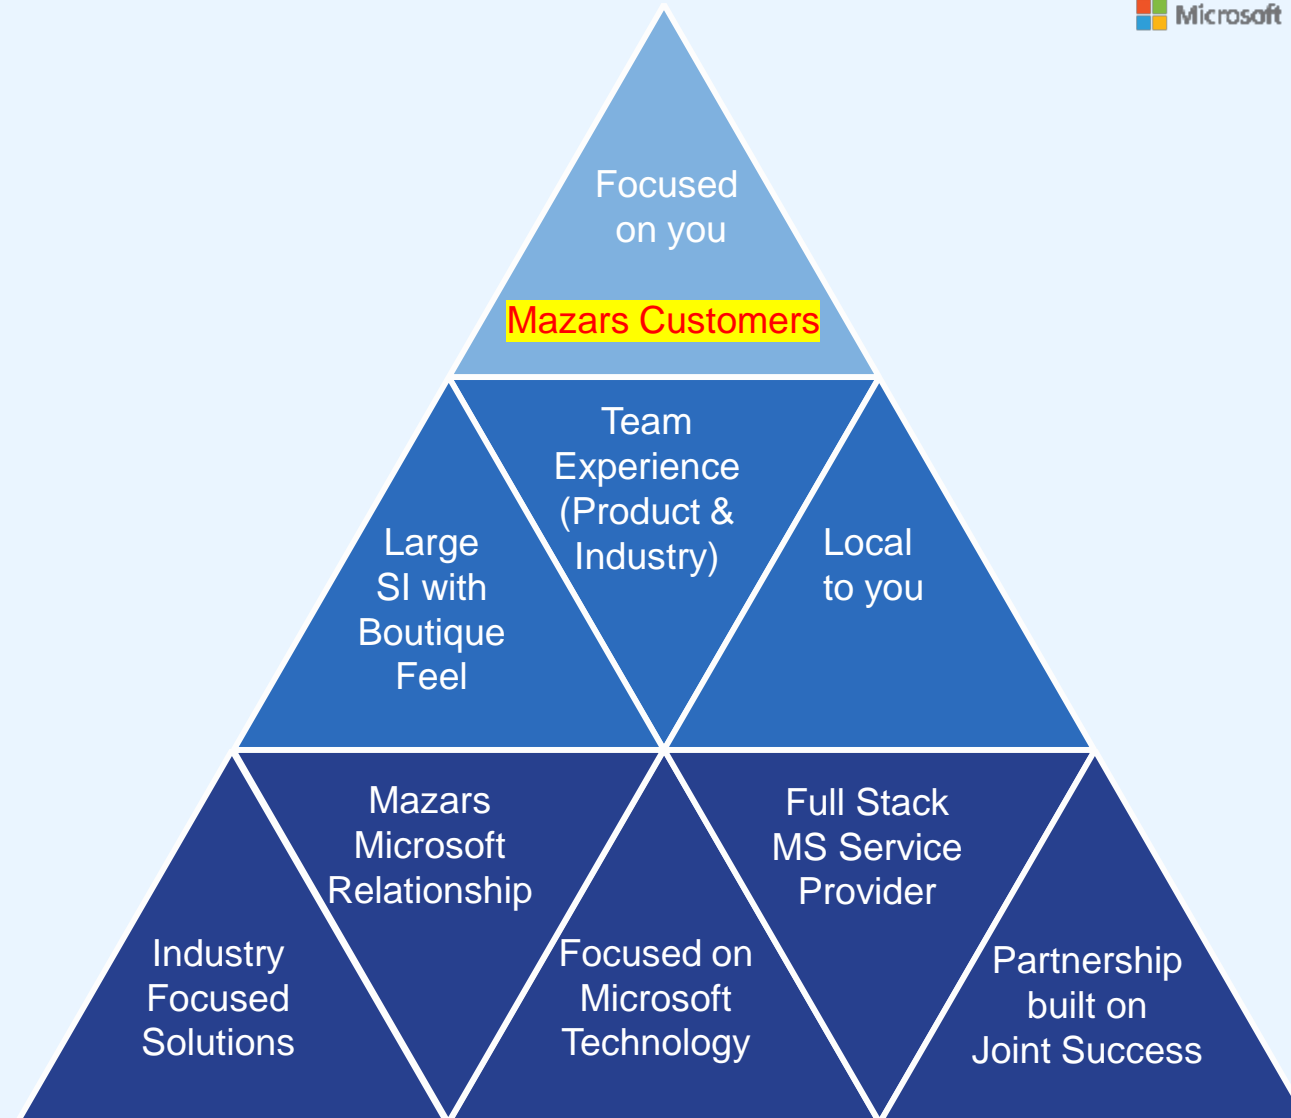 Microsoft
Focused
on you
Mazars Customers
Team
Experience
(Product &
Industry)
Large
SI with
Boutique
Feel
Local
to you
Mazars
Microsoft
Relationship
Full Stack
MS Service
Provider
Industry
Focused
Solutions
Focused on
Microsoft
Technology
Partnership
built on
Joint Success